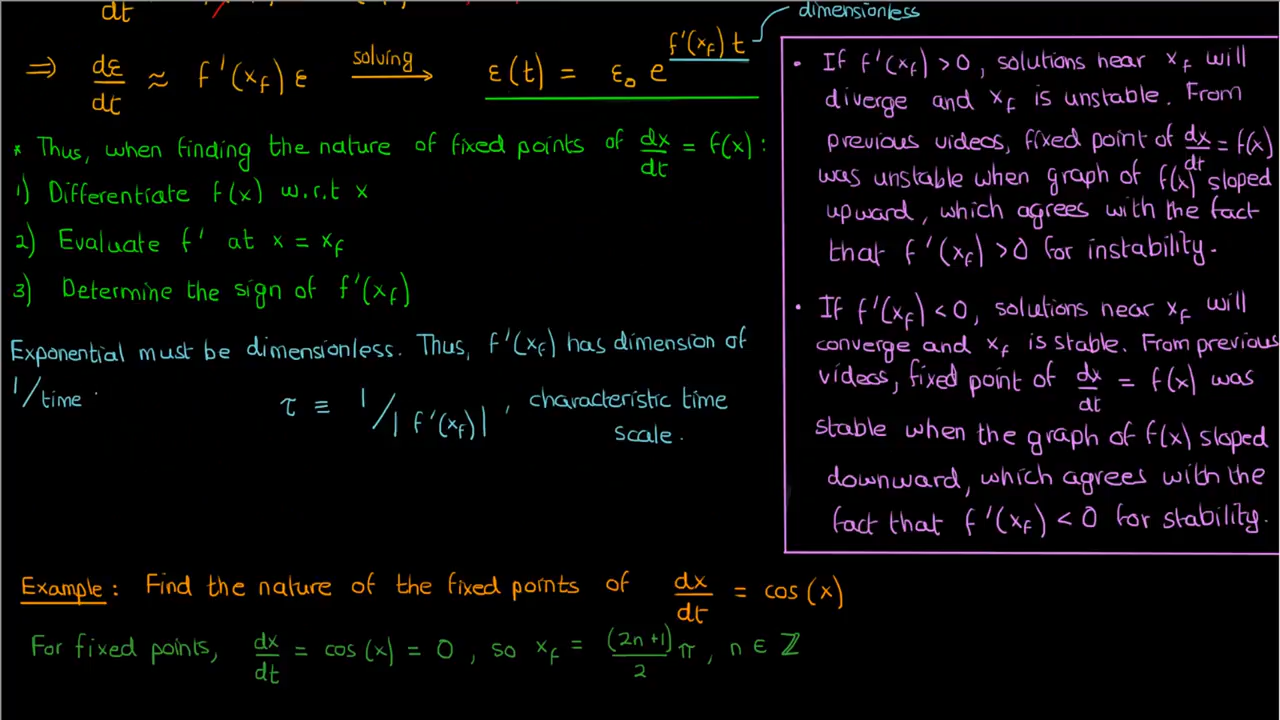 dt
dimensionless
⇒ dε/dt ≈ f'(x_f) ε solving → ε(t) = ε₀ e^{f'(x_f) t}
* Thus, when finding the nature of fixed points of dx/dt = f(x) :
1) Differentiate f(x) w.r.t x
2) Evaluate f' at x = x_f
3) Determine the sign of f'(x_f)
Exponential must be dimensionless. Thus, f'(x_f) has dimension of
1/time .
τ ≡ 1/|f'(x_f)| , characteristic time
scale.
• If f'(x_f) > 0, solutions near x_f will
diverge and x_f is unstable. From
previous videos, fixed point of dx/dt = f(x)
was unstable when graph of f(x) sloped
upward, which agrees with the fact
that f'(x_f) > 0 for instability.
• If f'(x_f) < 0, solutions near x_f will
converge and x_f is stable. From previous
videos, fixed point of dx/dt = f(x) was
stable when the graph of f(x) sloped
downward, which agrees with the
fact that f'(x_f) < 0 for stability.
Example : Find the nature of the fixed points of dx/dt = cos(x)
For fixed points, dx/dt = cos(x) = 0, so x_f = (2n+1)/2 π, n ∈ ℤ